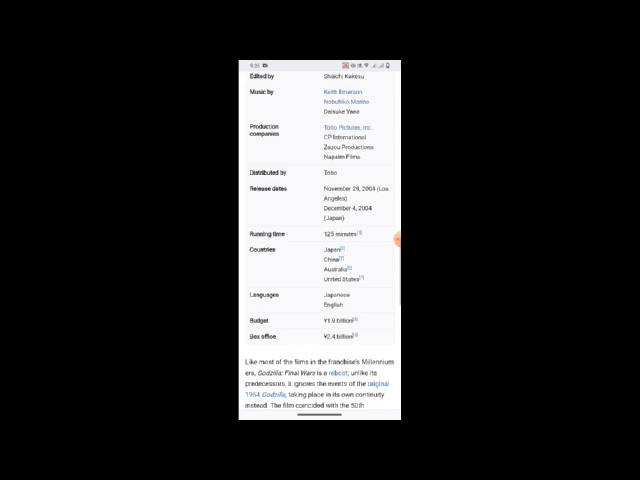 9:25
Edited by Shūichi Kakesu
Music by Keith Emerson
Nobuhiko Morino
Daisuke Yano
Production companies Toho Pictures, Inc.
CP International
Zazou Productions
Napalm Films
Distributed by Toho
Release dates November 29, 2004 (Los
Angeles)
December 4, 2004
(Japan)
Running time 125 minutes
Countries Japan
China
Australia
United States
Languages Japanese
English
Budget ¥1.9 billion
Box office ¥2.4 billion
Like most of the films in the franchise's Millennium
era, Godzilla: Final Wars is a reboot; unlike its
predecessors, it ignores the events of the original
1954 Godzilla, taking place in its own continuity
instead. The film coincided with the 50th